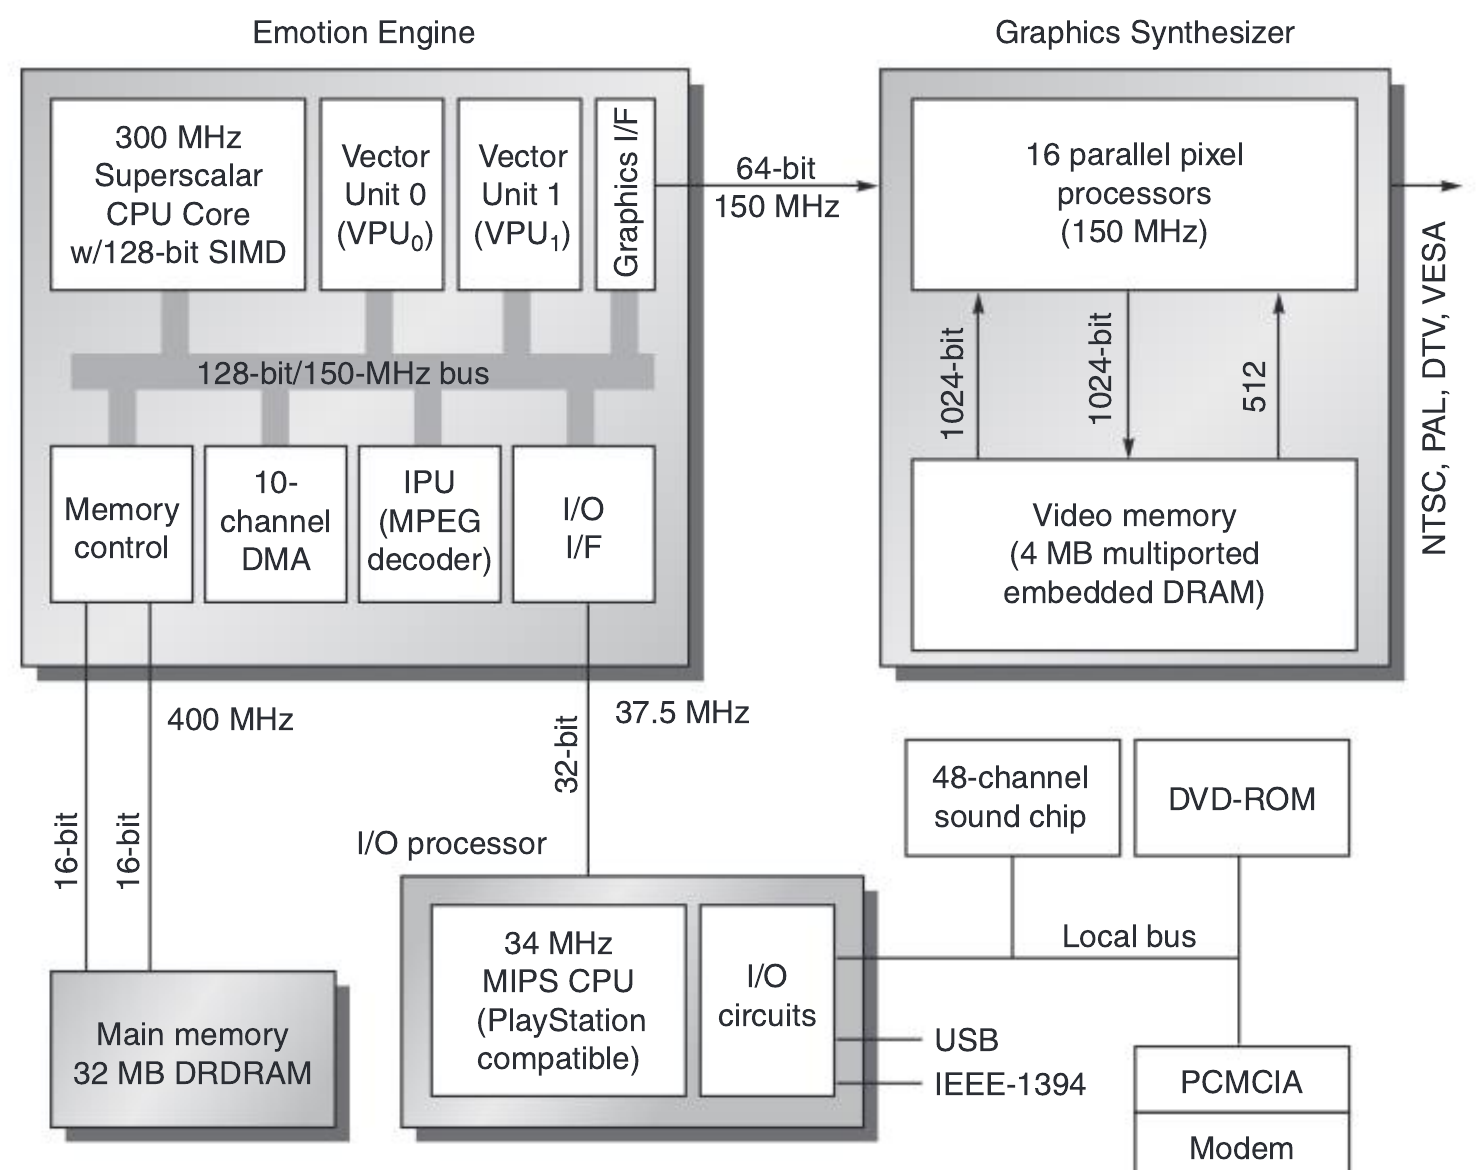 Emotion Engine
Graphics Synthesizer
300 MHz
Superscalar
CPU Core
w/128-bit SIMD
Vector
Unit 0
(VPU₀)
Vector
Unit 1
(VPU₁)
Graphics I/F
64-bit
150 MHz
16 parallel pixel
processors
(150 MHz)
128-bit/150-MHz bus
1024-bit
1024-bit
512
NTSC, PAL, DTV, VESA
Memory
control
10-
channel
DMA
IPU
(MPEG
decoder)
I/O
I/F
Video memory
(4 MB multiported
embedded DRAM)
400 MHz
37.5 MHz
32-bit
16-bit
16-bit
48-channel
sound chip
DVD-ROM
I/O processor
34 MHz
MIPS CPU
(PlayStation
compatible)
I/O
circuits
Local bus
USB
IEEE-1394
Main memory
32 MB DRDRAM
PCMCIA
Modem